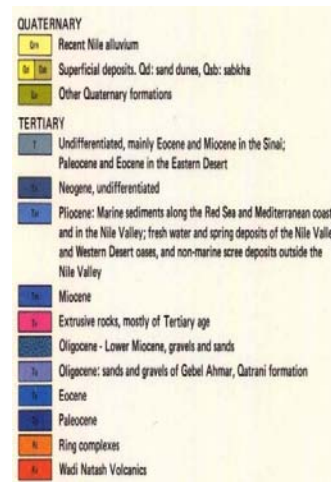 QUATERNARY
Recent Nile alluvium
Superficial deposits. Qd: sand dunes, Qsb: sabkha
Other Quaternary formations
TERTIARY
T
Undifferentiated, mainly Eocene and Miocene in the Sinai;
Paleocene and Eocene in the Eastern Desert
Neogene, undifferentiated
Pliocene: Marine sediments along the Red Sea and Mediterranean coast
and in the Nile Valley; fresh water and spring deposits of the Nile Valle
and Western Desert oases, and non-marine scree deposits outside the
Nile Valley
Miocene
Extrusive rocks, mostly of Tertiary age
Oligocene - Lower Miocene, gravels and sands
Oligocene: sands and gravels of Gebel Ahmar, Qatrani formation
Eocene
Paleocene
Ring complexes
Wadi Natash Volcanics